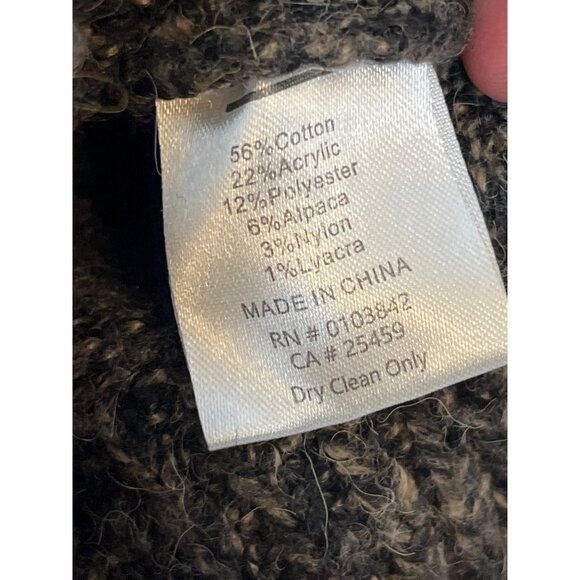 56%Cotton
22%Acrylic
12%Polyester
6%Alpaca
3%Nylon
1%Lyacra
MADE IN CHINA
RN # 0103842
CA # 25459
Dry Clean Only